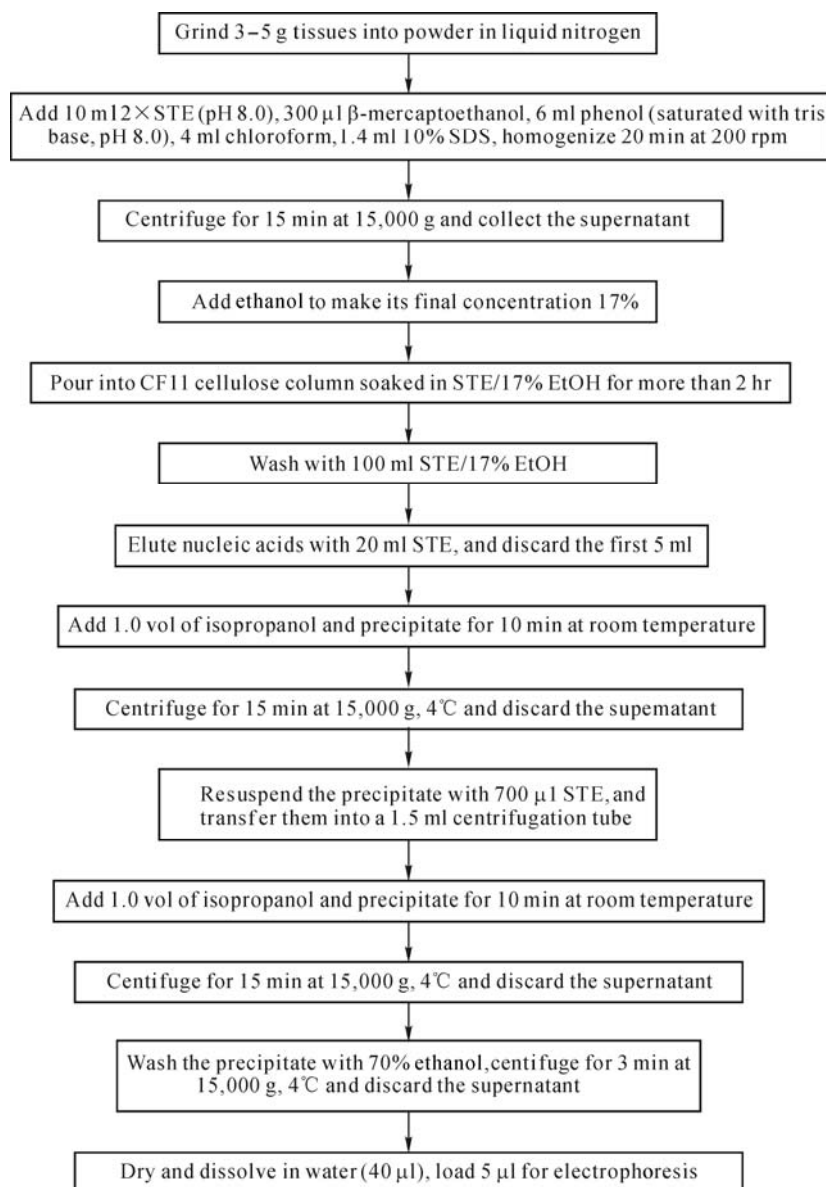 Grind 3–5 g tissues into powder in liquid nitrogen
Add 10 m12×STE (pH 8.0), 300 μl β-mercaptoethanol, 6 ml phenol (saturated with tris
base, pH 8.0), 4 ml chloroform, 1.4 ml 10% SDS, homogenize 20 min at 200 rpm
Centrifuge for 15 min at 15,000 g and collect the supernatant
Add ethanol to make its final concentration 17%
Pour into CF11 cellulose column soaked in STE/17% EtOH for more than 2 hr
Wash with 100 ml STE/17% EtOH
Elute nucleic acids with 20 ml STE, and discard the first 5 ml
Add 1.0 vol of isopropanol and precipitate for 10 min at room temperature
Centrifuge for 15 min at 15,000 g, 4℃ and discard the supematant
Resuspend the precipitate with 700 μl STE, and
transfer them into a 1.5 ml centrifugation tube
Add 1.0 vol of isopropanol and precipitate for 10 min at room temperature
Centifuge for 15 min at 15,000 g, 4℃ and discard the supernatant
Wash the precipitate with 70% ethanol,centifuge for 3 min at
15,000 g, 4℃ and discard the supernatant
Dry and dissolve in water (40 μl), load 5 μl for electrophoresis